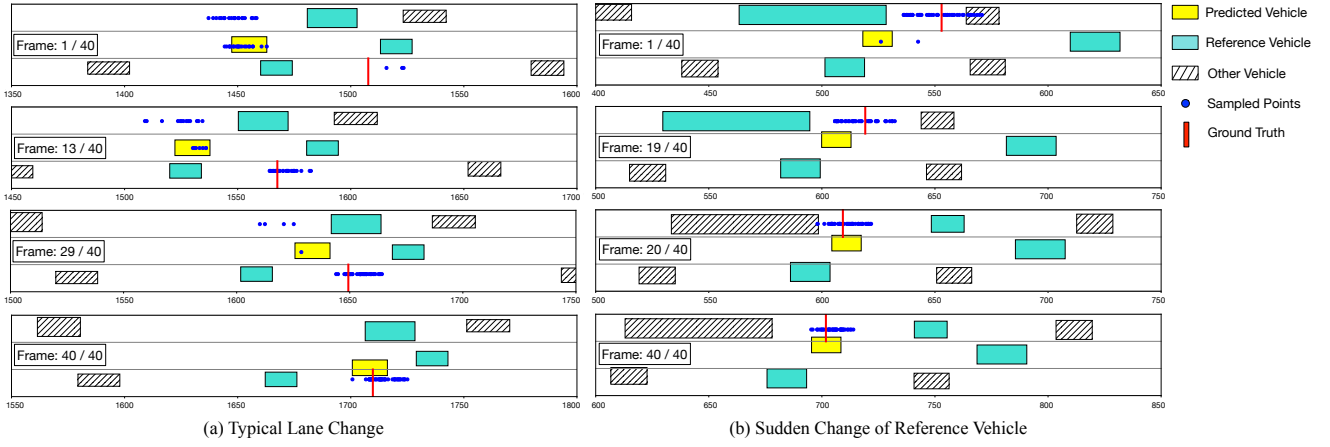 Frame: 1 / 40
1350 1400 1450 1500 1550 1600
Frame: 13 / 40
1450 1500 1550 1600 1650 1700
Frame: 29 / 40
1500 1550 1600 1650 1700 1750
Frame: 40 / 40
1550 1600 1650 1700 1750 1800
(a) Typical Lane Change
Frame: 1 / 40
400 450 500 550 600 650
Frame: 19 / 40
500 550 600 650 700 750
Frame: 20 / 40
500 550 600 650 700 750
Frame: 40 / 40
600 650 700 750 800 850
(b) Sudden Change of Reference Vehicle
Predicted Vehicle
Reference Vehicle
Other Vehicle
Sampled Points
Ground Truth